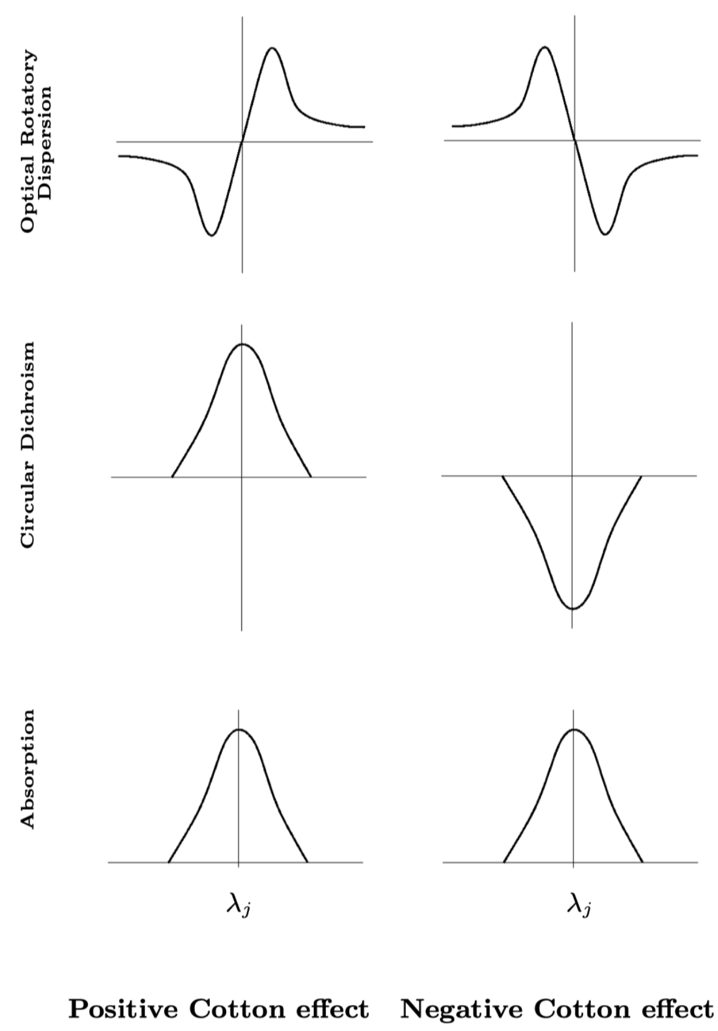 Optical Rotatory
Dispersion
Circular Dichroism
Absorption
λj
λj
Positive Cotton effect
Negative Cotton effect